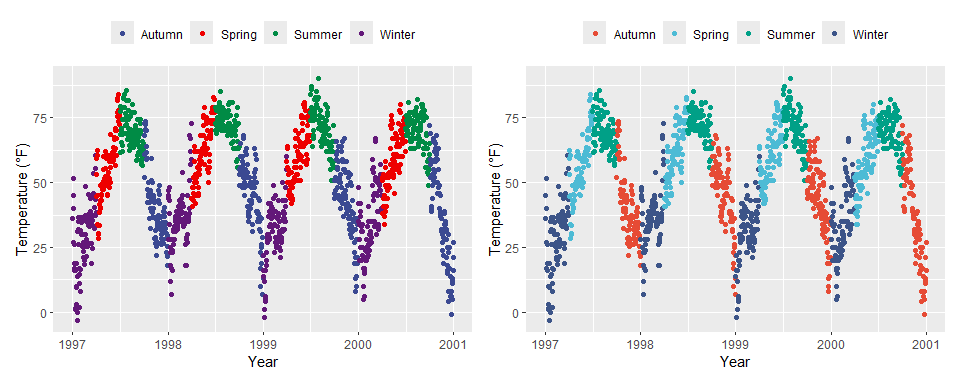 Autumn Spring Summer Winter
Temperature (°F)
75
50
25
0
1997 1998 1999 2000 2001
Year
Autumn Spring Summer Winter
Temperature (°F)
75
50
25
0
1997 1998 1999 2000 2001
Year